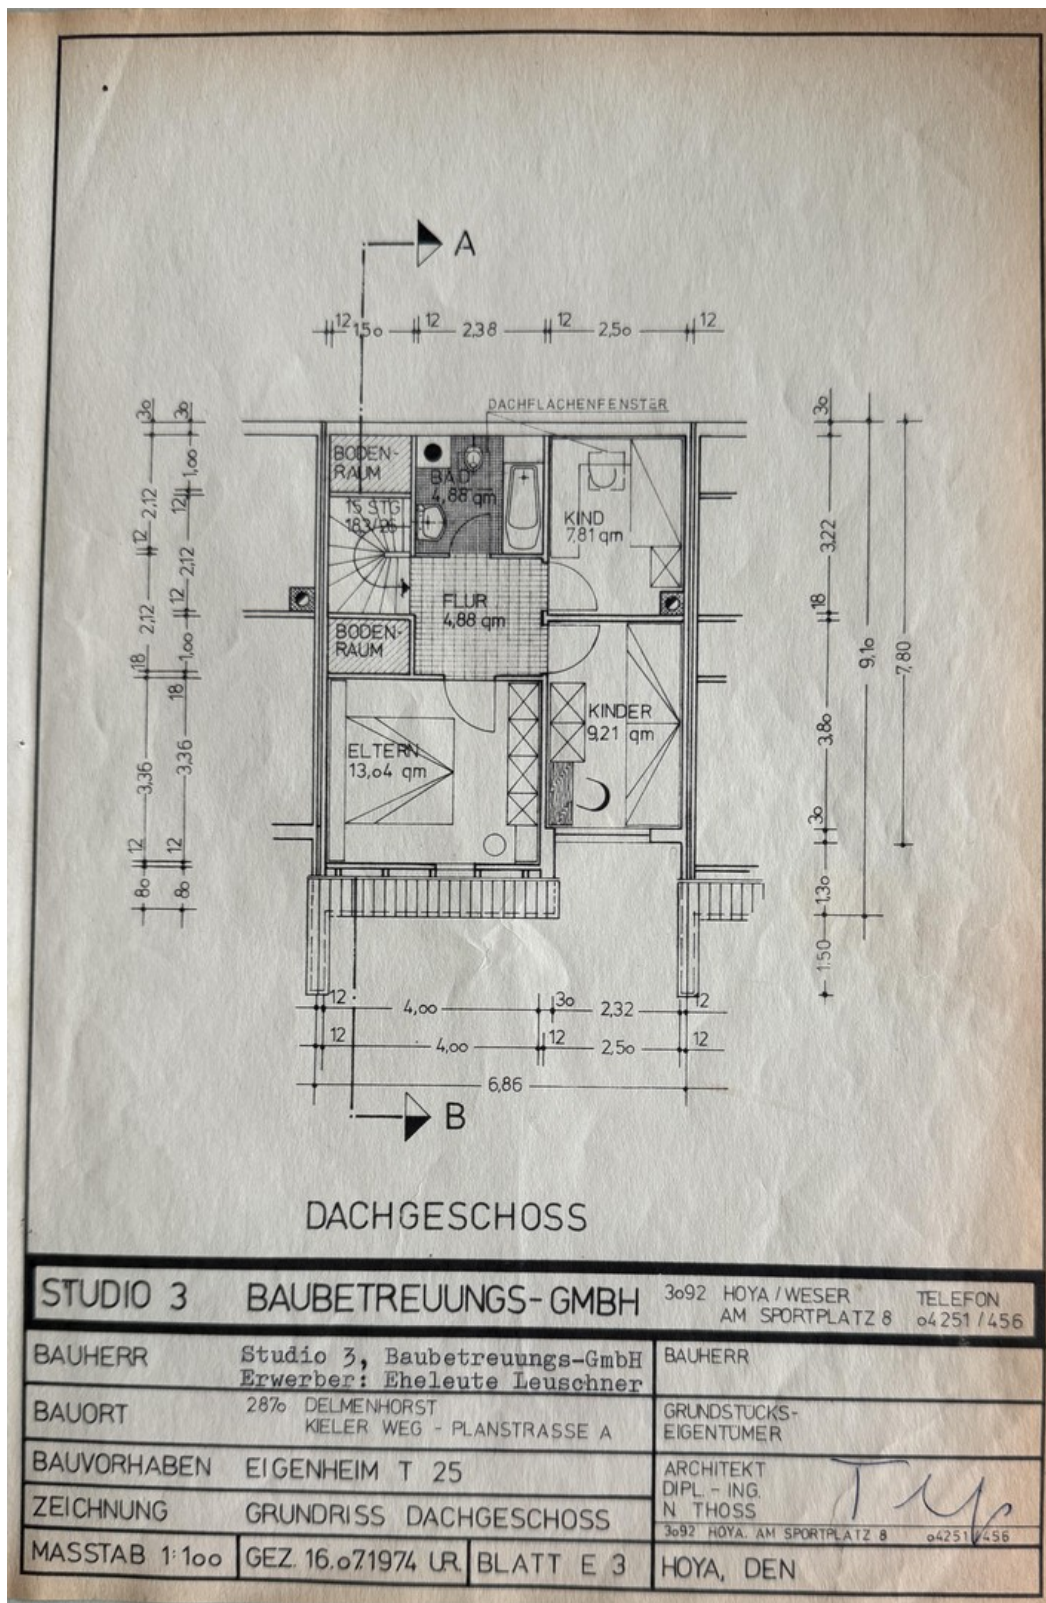 A
12 1,50 12 2,38 12 2,50 12
DACHFLÄCHENFENSTER
30 30 30
BODEN-
RAUM
BAD
4,88 qm
15 STG
18,3/26
KIND
7,81 qm
FLUR
4,88 qm
BODEN-
RAUM
KINDER
9,21 qm
ELTERN
13,04 qm
2,12
12
2,12
18
3,36
12
80
1,00
12
2,12
12
1,00
18
3,36
12
80
3,22
18
3,80
30
1,30
1.50
9,10
7,80
12 4,00 30 2,32 12
12 4,00 12 2,50 12
6,86
B
DACHGESCHOSS
STUDIO 3 BAUBETREUUNGS-GMBH
3092 HOYA / WESER
AM SPORTPLATZ 8
TELEFON
04251 / 456
BAUHERR Studio 3, Baubetreuungs-GmbH
Erwerber: Eheleute Leuschner
BAUHERR
BAUORT 2870 DELMENHORST
KIELER WEG - PLANSTRASSE A
GRUNDSTÜCKS-
EIGENTÜMER
BAUVORHABEN EIGENHEIM T 25
ARCHITEKT
DIPL. - ING.
N THOSS
3092 HOYA. AM SPORTPLATZ 8 04251/456
ZEICHNUNG GRUNDRISS DACHGESCHOSS
MASSTAB 1:100 GEZ. 16.07.1974 UR. BLATT E 3
HOYA, DEN